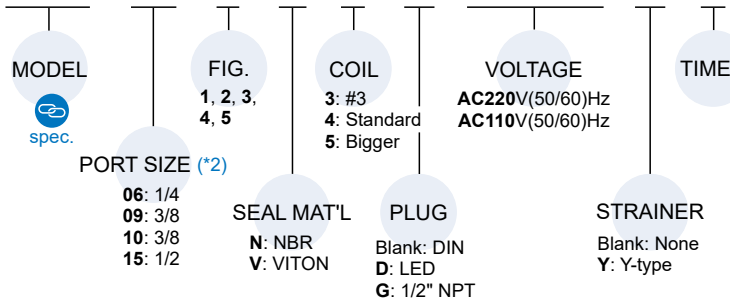 MODEL
spec.
PORT SIZE (*2)
06: 1/4
09: 3/8
10: 3/8
15: 1/2
FIG.
1, 2, 3,
4, 5
SEAL MAT'L
N: NBR
V: VITON
COIL
3: #3
4: Standard
5: Bigger
PLUG
Blank: DIN
D: LED
G: 1/2" NPT
VOLTAGE
AC220V(50/60)Hz
AC110V(50/60)Hz
STRAINER
Blank: None
Y: Y-type
TIME